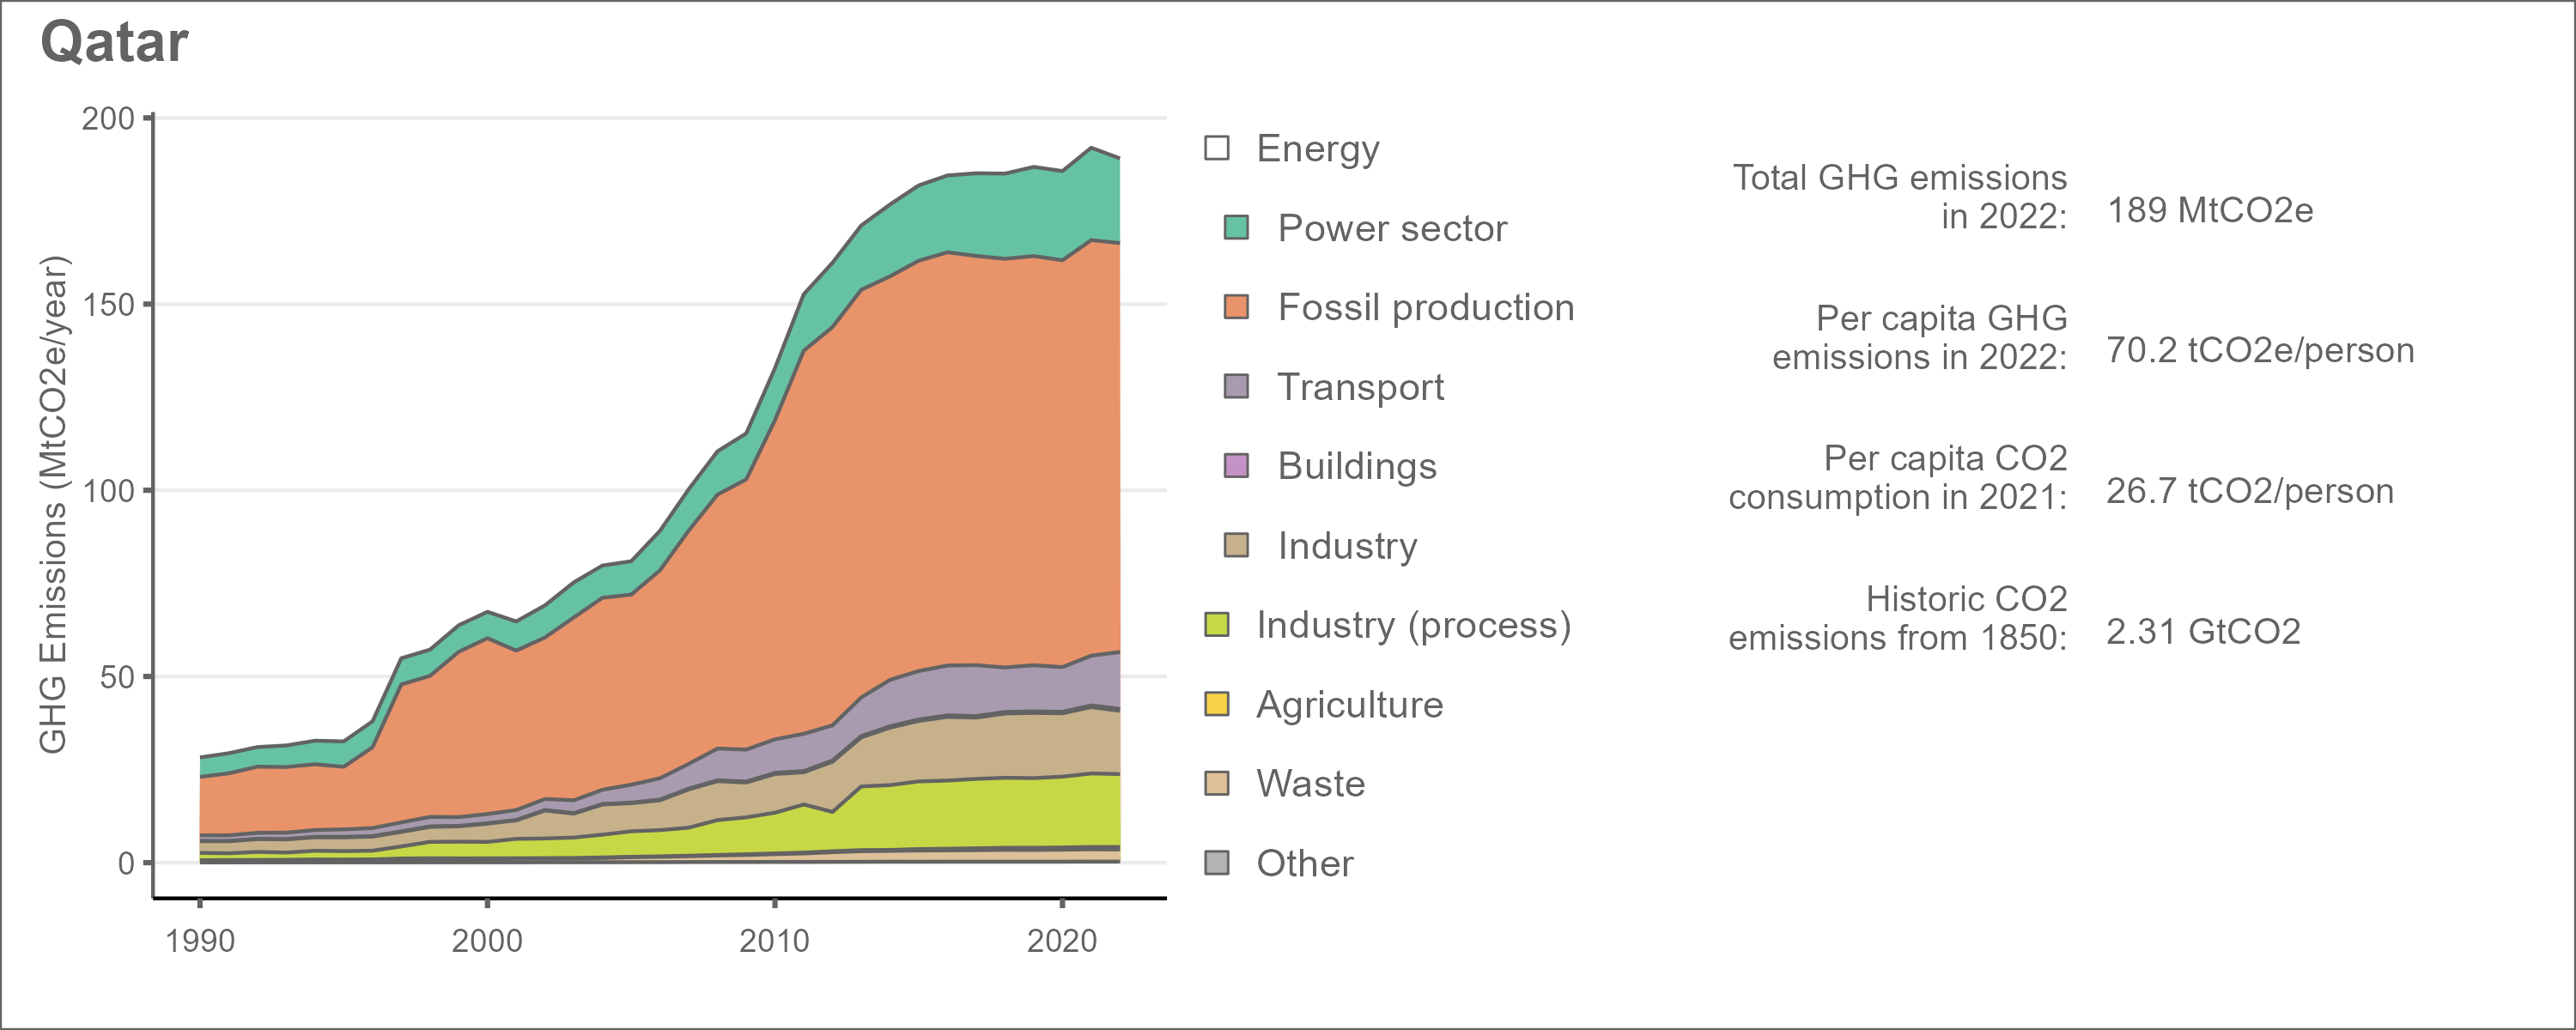 Qatar
GHG Emissions (MtCO2e/year)
200
150
100
50
0
1990
2000
2010
2020
Energy
Power sector
Fossil production
Transport
Buildings
Industry
Industry (process)
Agriculture
Waste
Other
Total GHG emissions
in 2022:
189 MtCO2e
Per capita GHG
emissions in 2022:
70.2 tCO2e/person
Per capita CO2
consumption in 2021:
26.7 tCO2/person
Historic CO2
emissions from 1850:
2.31 GtCO2